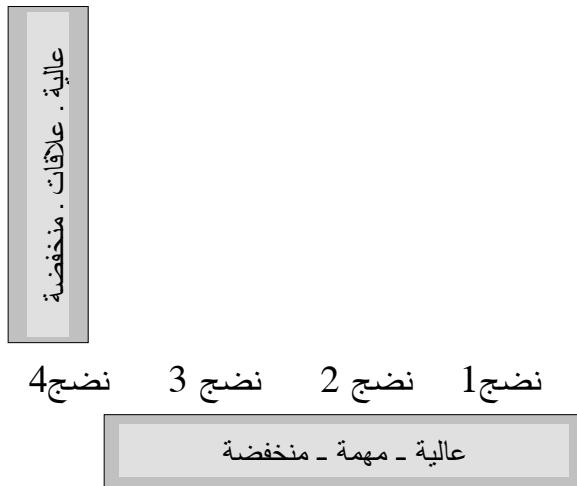 عالية . علاقات . منخفضة
نضج1 نضج 2 نضج 3 نضج4
عالية ـ مهمة ـ منخفضة